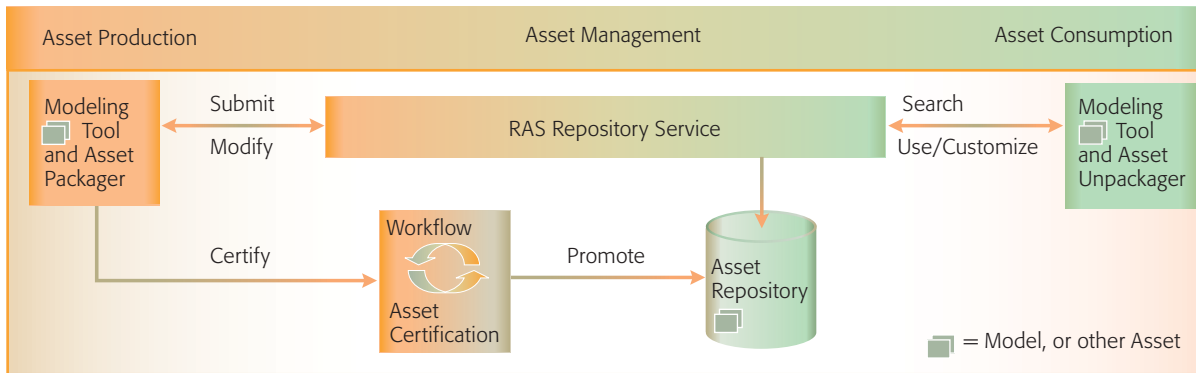 Asset Production
Asset Management
Asset Consumption
Modeling
Tool
and Asset
Packager
Submit
Modify
RAS Repository Service
Search
Use/Customize
Modeling
Tool
and Asset
Unpackager
Certify
Workflow
Asset
Certification
Promote
Asset
Repository
= Model, or other Asset